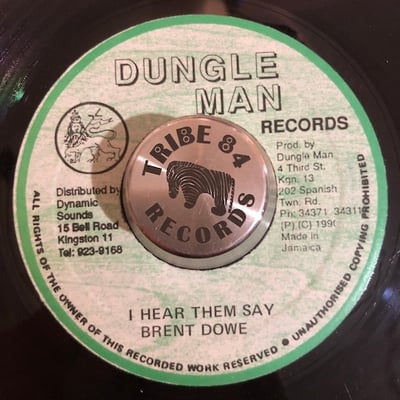 DUNGLE
MAN
RECORDS
TRIBE 84
RECORDS
Prod. by
Dungle Man
4 Third St.
Kgn. 13
202 Spanish
Twn. Rd.
Ph: 34371
(P) (C)
Made in
Jamaica
Distributed by
Dynamic
Sounds
15 Bell Road
Kingston 11
Tel: 923-9168
I HEAR THEM SAY
BRENT DOWE
ALL RIGHTS OF THE OWNER OF THIS RECORDED WORK RESERVED ● UNAUTHORISED COPYING PROHIBITED